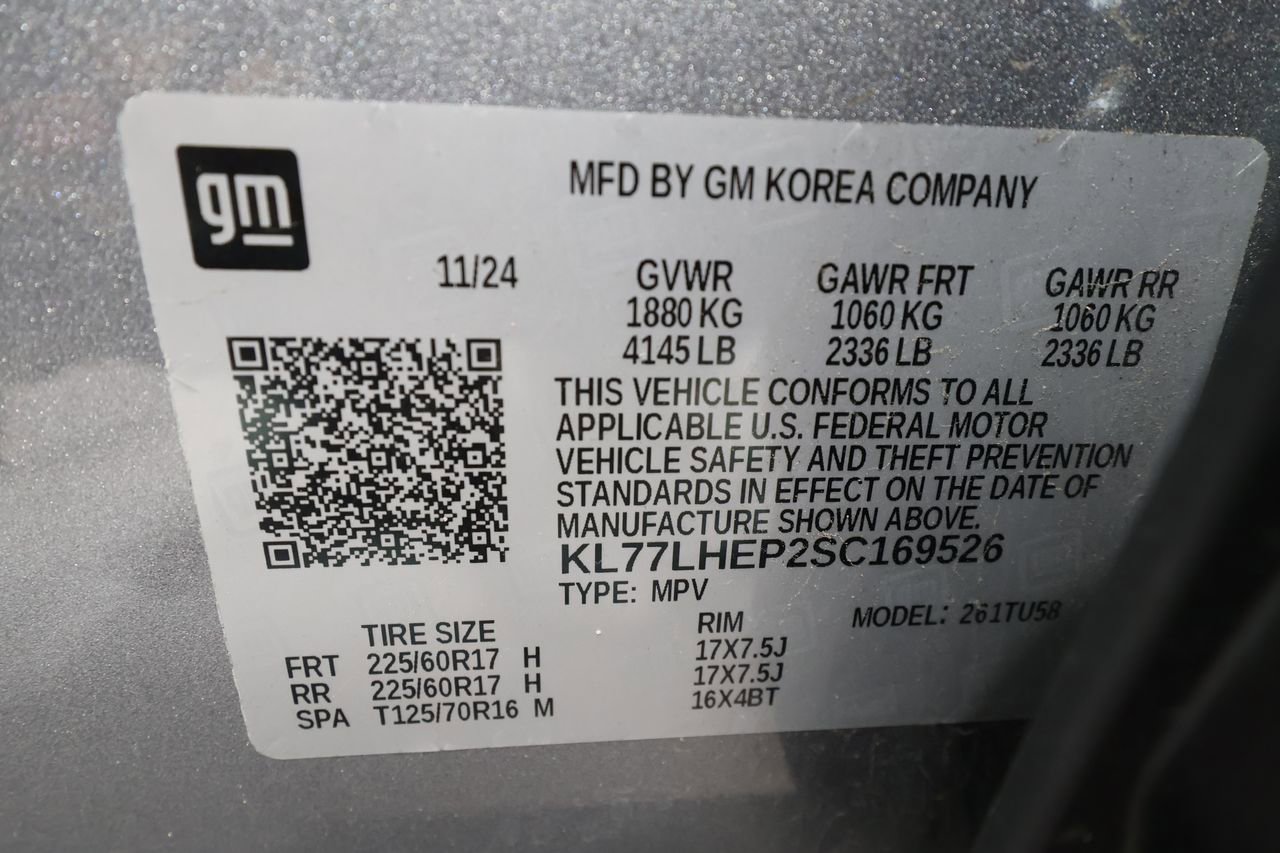 gm
MFD BY GM KOREA COMPANY
11/24 GVWR GAWR FRT GAWR RR
1880 KG 1060 KG 1060 KG
4145 LB 2336 LB 2336 LB
THIS VEHICLE CONFORMS TO ALL
APPLICABLE U.S. FEDERAL MOTOR
VEHICLE SAFETY AND THEFT PREVENTION
STANDARDS IN EFFECT ON THE DATE OF
MANUFACTURE SHOWN ABOVE.
KL77LHEP2SC169526
TYPE: MPV
MODEL: 261TU58
TIRE SIZE RIM
FRT 225/60R17 H 17X7.5J
RR 225/60R17 H 17X7.5J
SPA T125/70R16 M 16X4BT